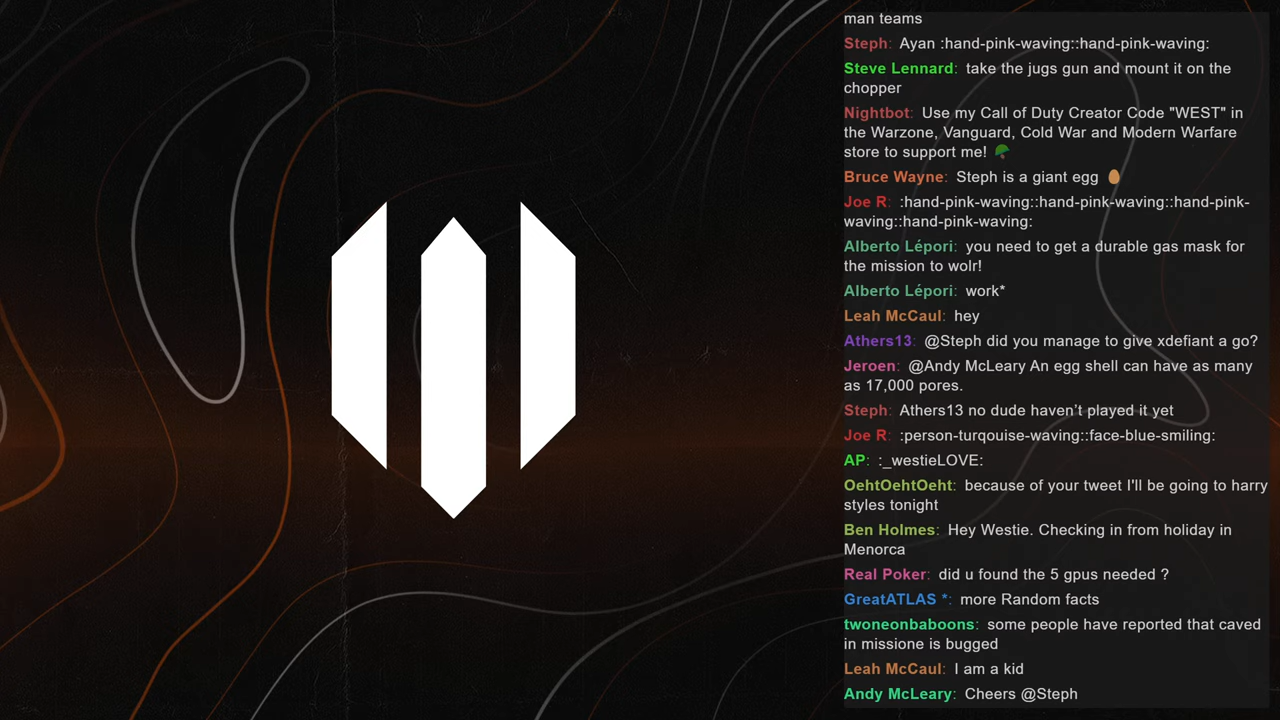 man teams
Steph: Ayan :hand-pink-waving::hand-pink-waving:
Steve Lennard: take the jugs gun and mount it on the
chopper
Nightbot: Use my Call of Duty Creator Code "WEST" in
the Warzone, Vanguard, Cold War and Modern Warfare
store to support me!
Bruce Wayne: Steph is a giant egg
Joe R: :hand-pink-waving::hand-pink-waving::hand-pink-
waving::hand-pink-waving:
Alberto Lépori: you need to get a durable gas mask for
the mission to wolr!
Alberto Lépori: work*
Leah McCaul: hey
Athers13: @Steph did you manage to give xdefiant a go?
Jeroen: @Andy McLeary An egg shell can have as many
as 17,000 pores.
Steph: Athers13 no dude haven't played it yet
Joe R: :person-turqouise-waving::face-blue-smiling:
AP: :_westieLOVE:
OehtOehtOeht: because of your tweet I'll be going to harry
styles tonight
Ben Holmes: Hey Westie. Checking in from holiday in
Menorca
Real Poker: did u found the 5 gpus needed ?
GreatATLAS *: more Random facts
twoneonbaboons: some people have reported that caved
in missione is bugged
Leah McCaul: I am a kid
Andy McLeary: Cheers @Steph